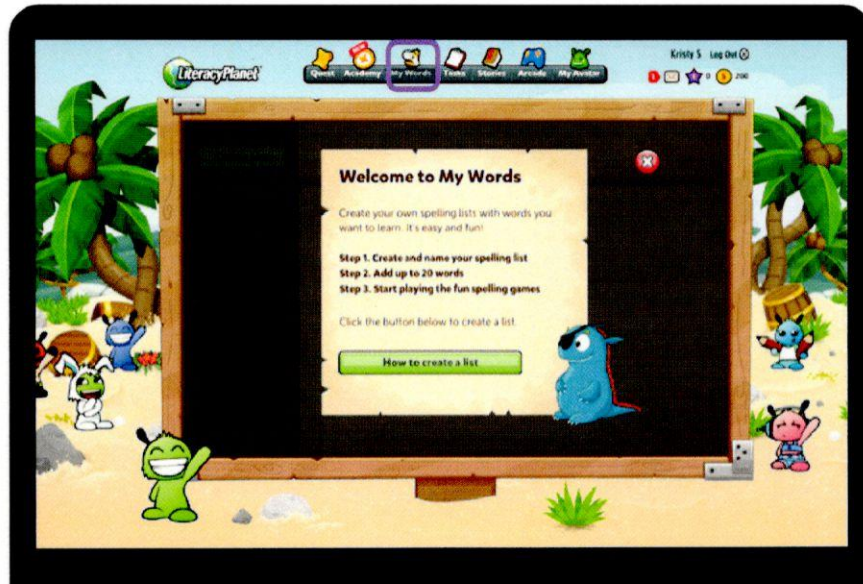 LiteracyPlanet
Kristy S Log Out
NEW
Quest Academy My Words Tasks Stories Arcade My Avatar
0 200
Welcome to My Words
Create your own spelling lists with words you
want to learn. It's easy and fun!
Step 1. Create and name your spelling list
Step 2. Add up to 20 words
Step 3. Start playing the fun spelling games
Click the button below to create a list.
How to create a list